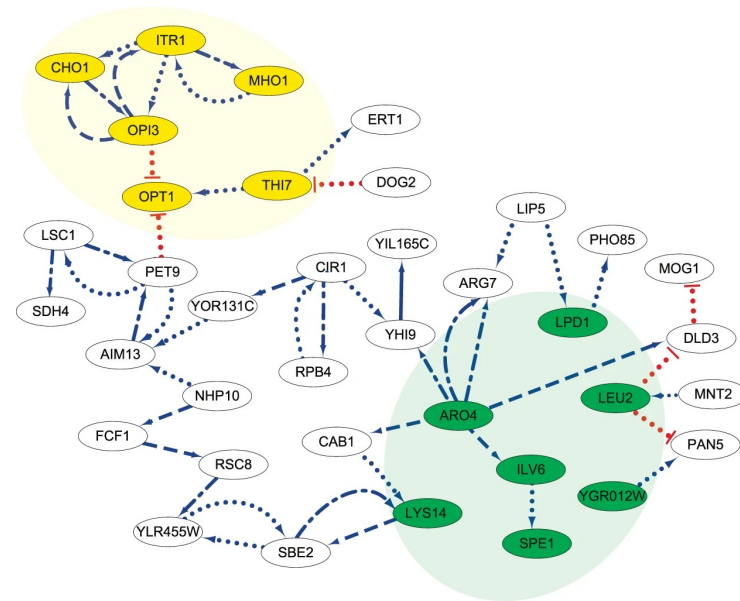 ITR1
CHO1
MHO1
OPI3
ERT1
THI7
DOG2
OPT1
LIP5
LSC1
YIL165C
PHO85
PET9
CIR1
MOG1
ARG7
SDH4
YOR131C
LPD1
YHI9
DLD3
AIM13
RPB4
NHP10
LEU2
MNT2
ARO4
FCF1
CAB1
PAN5
RSC8
ILV6
YGR012W
LYS14
YLR455W
SPE1
SBE2